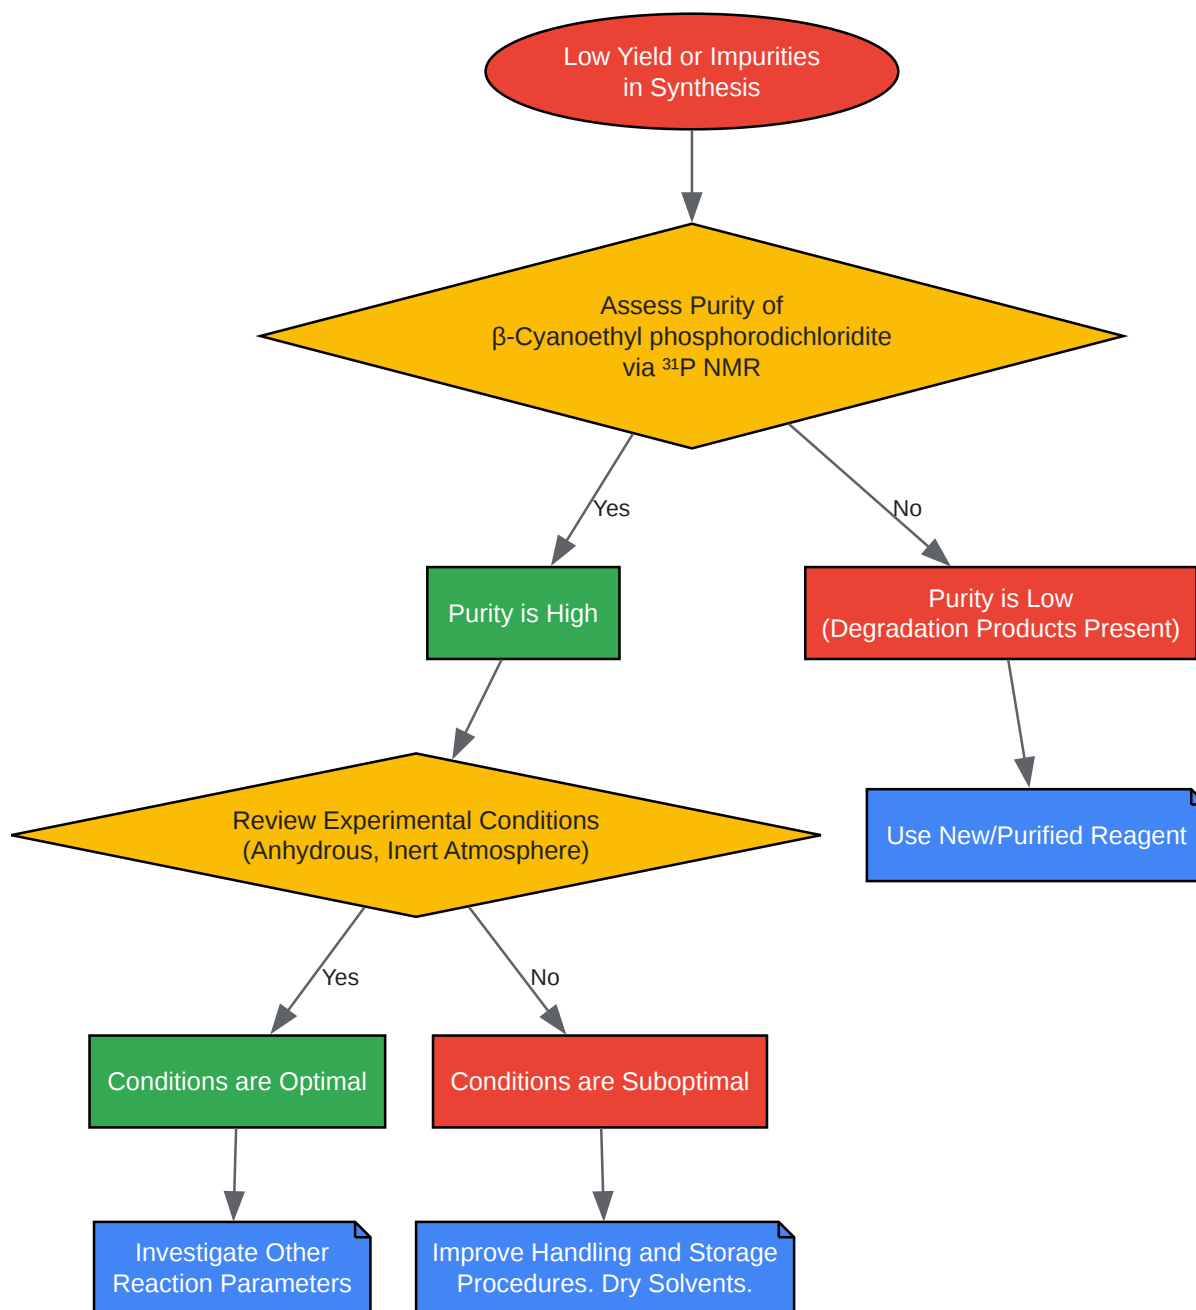 Low Yield or Impurities
in Synthesis
Assess Purity of
β-Cyanoethyl phosphorodichloridite
via ³¹P NMR
Yes
No
Purity is High
Purity is Low
(Degradation Products Present)
Review Experimental Conditions
(Anhydrous, Inert Atmosphere)
Use New/Purified Reagent
Yes
No
Conditions are Optimal
Conditions are Suboptimal
Investigate Other
Reaction Parameters
Improve Handling and Storage
Procedures. Dry Solvents.